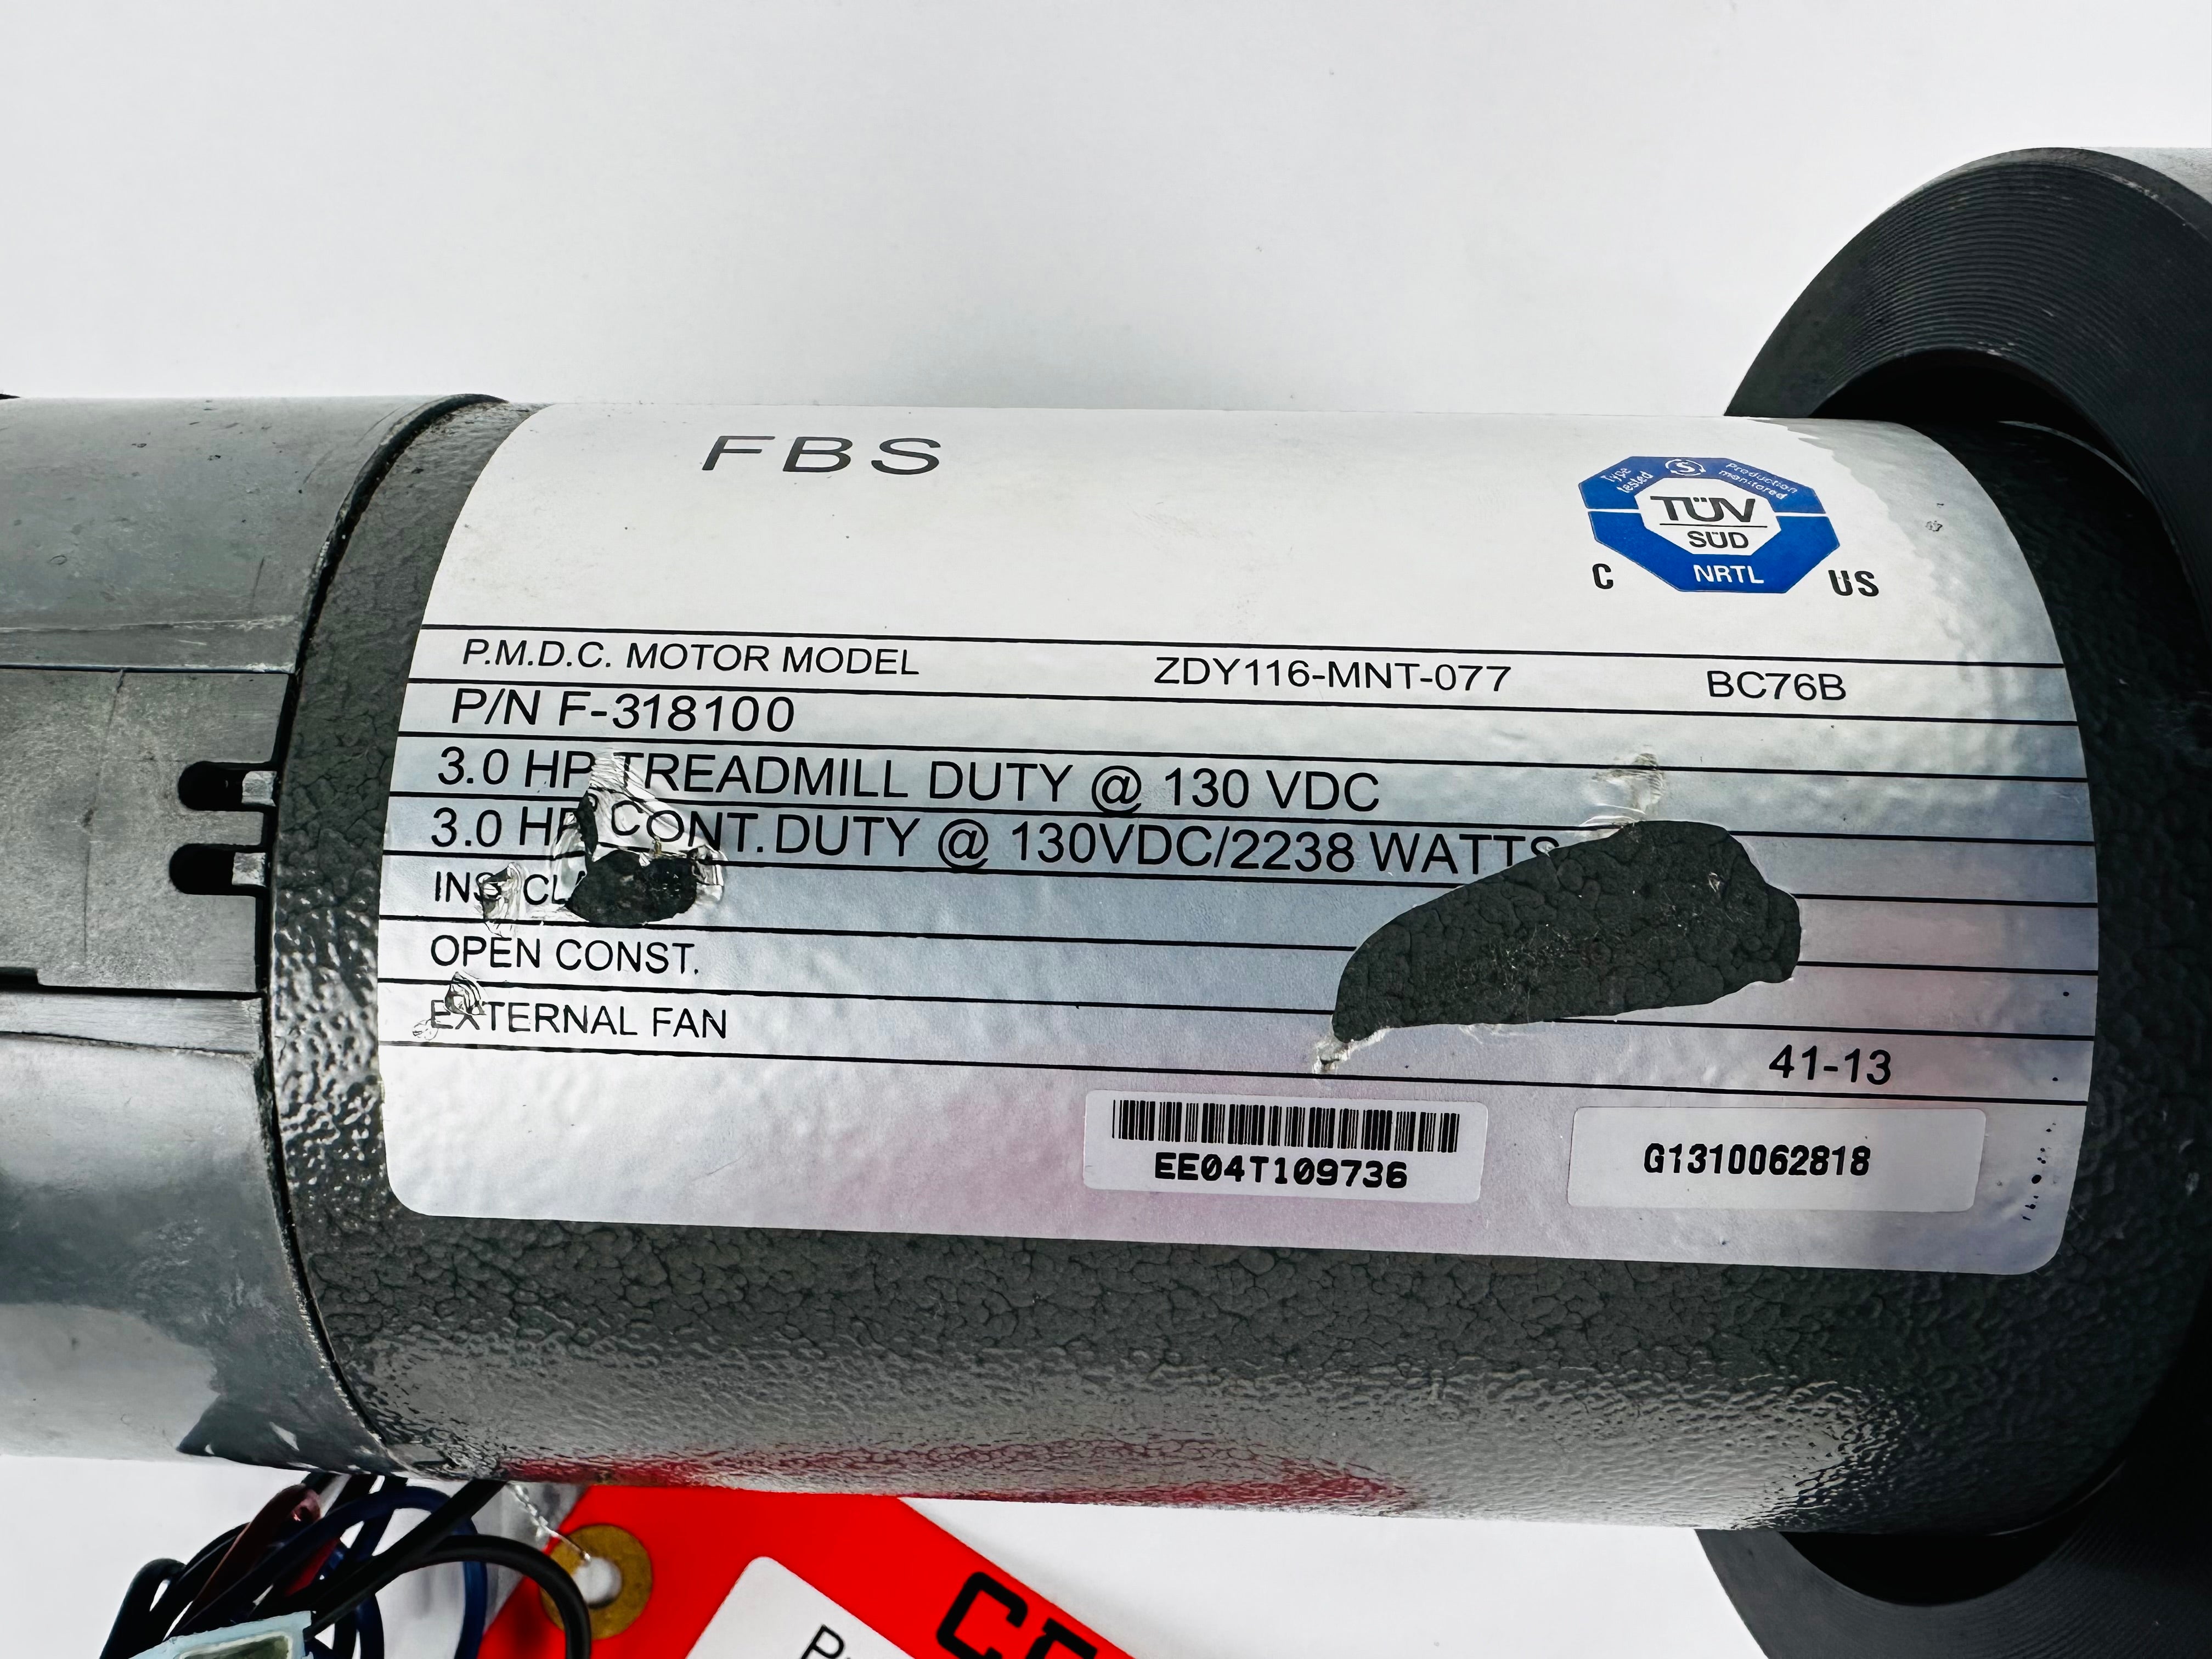 FBS
Type tested
Production monitored
TÜV
SÜD
NRTL
C US
P.M.D.C. MOTOR MODEL ZDY116-MNT-077 BC76B
P/N F-318100
3.0 HP TREADMILL DUTY @ 130 VDC
3.0 HP CONT. DUTY @ 130VDC/2238 WATTS
INS.
OPEN CONST.
EXTERNAL FAN
41-13
EE04T109736
G1310062818